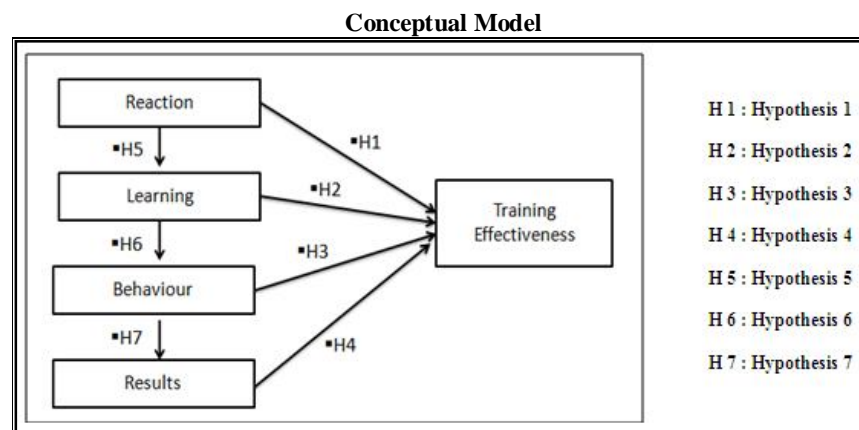 Conceptual Model
Reaction
▪H5
Learning
▪H6
Behaviour
▪H7
Results
▪H1
▪H2
▪H3
▪H4
Training
Effectiveness
H 1 : Hypothesis 1
H 2 : Hypothesis 2
H 3 : Hypothesis 3
H 4 : Hypothesis 4
H 5 : Hypothesis 5
H 6 : Hypothesis 6
H 7 : Hypothesis 7